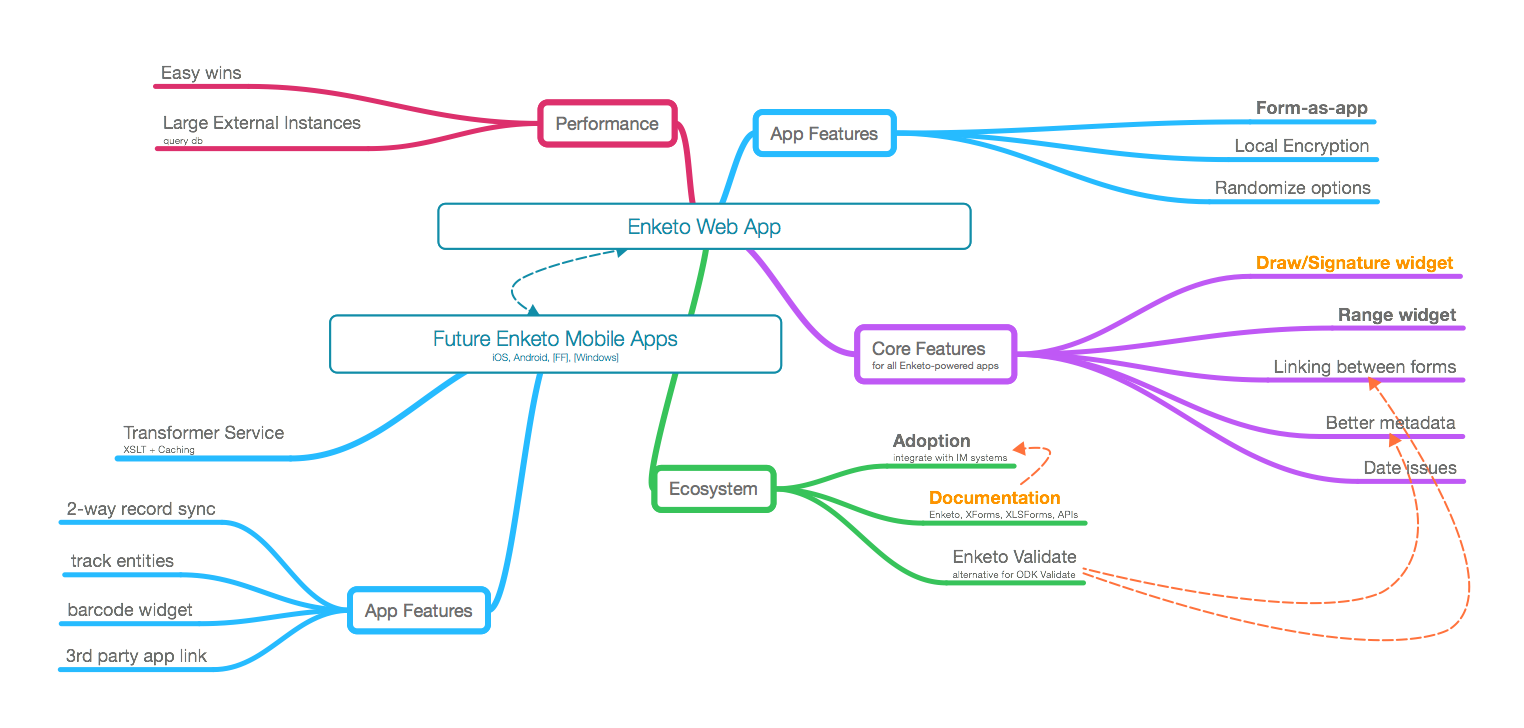 Easy wins
Large External Instances
query db
Performance
App Features
Form-as-app
Local Encryption
Randomize options
Enketo Web App
Future Enketo Mobile Apps
iOS, Android, [FF], [Windows]
Core Features
for all Enketo-powered apps
Draw/Signature widget
Range widget
Linking between forms
Better metadata
Date issues
Transformer Service
XSLT + Caching
Ecosystem
Adoption
integrate with IM systems
Documentation
Enketo, XForms, XLSForms, APIs
Enketo Validate
alternative for ODK Validate
2-way record sync
track entities
barcode widget
3rd party app link
App Features